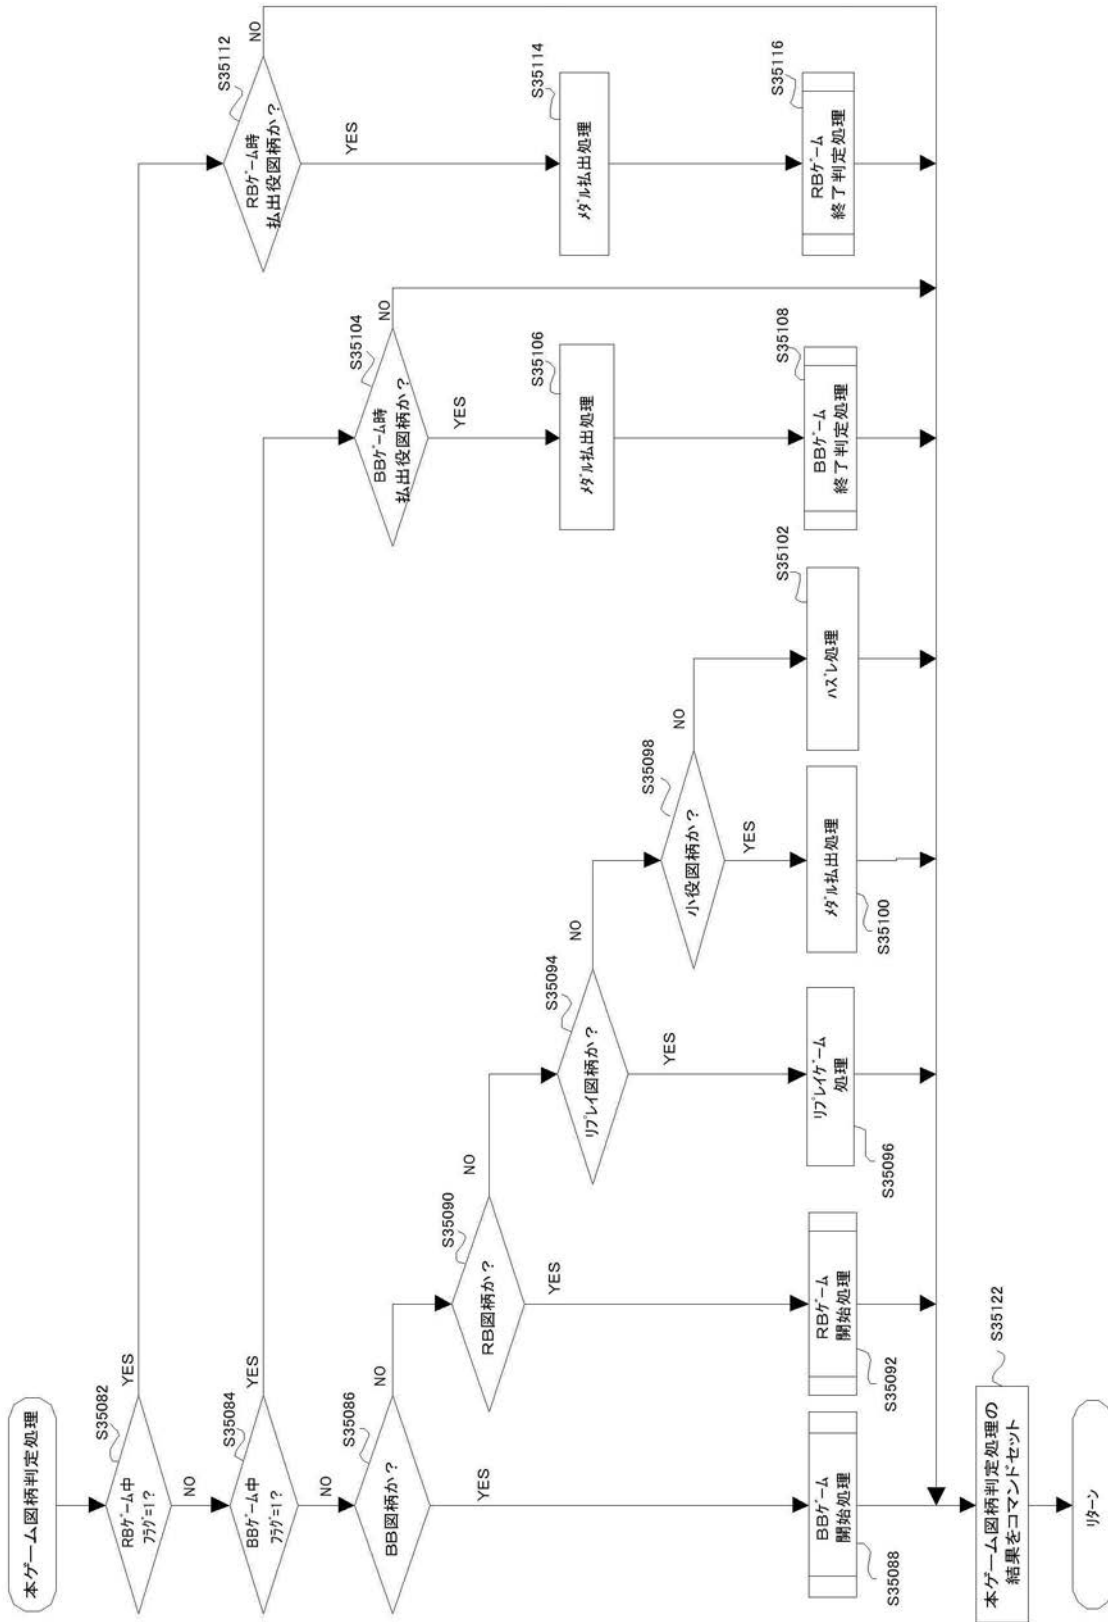 本ゲーム図柄判定処理
S35082
RBゲーム中
フラグ=1?
YES
NO
S35084
BBゲーム中
フラグ=1?
YES
NO
S35086
BB図柄か?
NO
YES
BBゲーム
開始処理
S35088
S35090
RB図柄か?
NO
YES
RBゲーム
開始処理
S35092
S35094
リプレイ図柄か?
NO
YES
リプレイゲーム
処理
S35096
S35098
小役図柄か?
NO
YES
メダル払出処理
S35100
S35102
ハズレ処理
S35104
BBゲーム時
払出役図柄か?
NO
YES
S35106
メダル払出処理
S35108
BBゲーム
終了判定処理
S35112
RBゲーム時
払出役図柄か?
NO
YES
S35114
メダル払出処理
S35116
RBゲーム
終了判定処理
S35122
本ゲーム図柄判定処理の
結果をコマンドセット
リターン